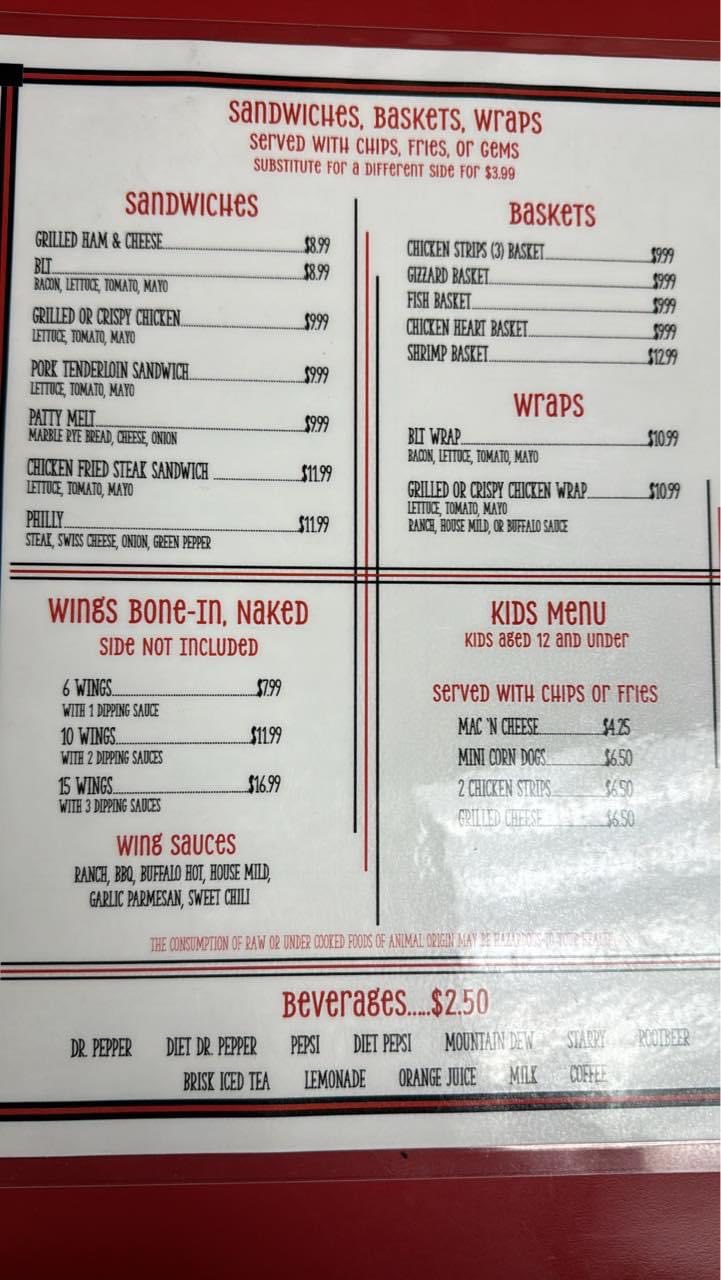 SANDWICHES, BASKETS, WRAPS
SERVED WITH CHIPS, FRIES, OR GEMS
SUBSTITUTE FOR A DIFFERENT SIDE FOR $3.99
SANDWICHES
GRILLED HAM & CHEESE $8.99
BLT $8.99
BACON, LETTUCE, TOMATO, MAYO
GRILLED OR CRISPY CHICKEN $9.99
LETTUCE, TOMATO, MAYO
PORK TENDERLOIN SANDWICH $9.99
LETTUCE, TOMATO, MAYO
PATTY MELT $9.99
MARBLE RYE BREAD, CHEESE, ONION
CHICKEN FRIED STEAK SANDWICH $11.99
LETTUCE, TOMATO, MAYO
PHILLY $11.99
STEAK, SWISS CHEESE, ONION, GREEN PEPPER
BASKETS
CHICKEN STRIPS (3) BASKET $9.99
GIZZARD BASKET $9.99
FISH BASKET $9.99
CHICKEN HEART BASKET $9.99
SHRIMP BASKET $12.99
WRAPS
BLT WRAP $10.99
BACON, LETTUCE, TOMATO, MAYO
GRILLED OR CRISPY CHICKEN WRAP $10.99
LETTUCE, TOMATO, MAYO
RANCH, HOUSE MILD, OR BUFFALO SAUCE
WINGS BONE-IN, NAKED
SIDE NOT INCLUDED
6 WINGS $7.99
WITH 1 DIPPING SAUCE
10 WINGS $11.99
WITH 2 DIPPING SAUCES
15 WINGS $16.99
WITH 3 DIPPING SAUCES
WING SAUCES
RANCH, BBQ, BUFFALO HOT, HOUSE MILD,
GARLIC PARMESAN, SWEET CHILI
KIDS MENU
KIDS AGED 12 AND UNDER
SERVED WITH CHIPS OR FRIES
MAC 'N CHEESE $4.25
MINI CORN DOGS $6.50
2 CHICKEN STRIPS $6.50
GRILLED CHEESE $6.50
THE CONSUMPTION OF RAW OR UNDER COOKED FOODS OF ANIMAL ORIGIN MAY BE HAZARDOUS TO YOUR HEALTH
BEVERAGES.....$2.50
DR. PEPPER DIET DR. PEPPER PEPSI DIET PEPSI MOUNTAIN DEW STARRY ROOTBEER
BRISK ICED TEA LEMONADE ORANGE JUICE MILK COFFEE